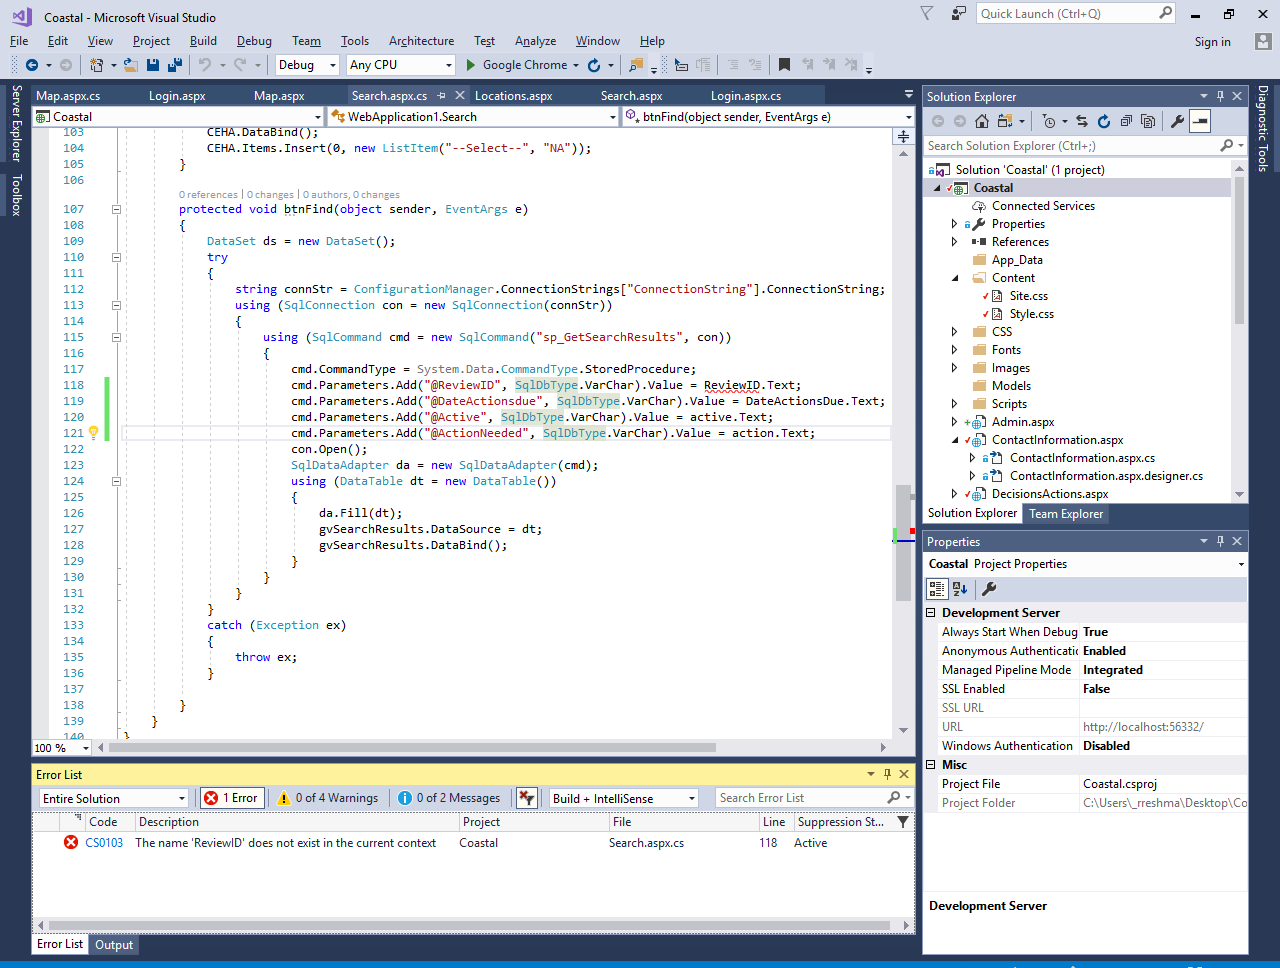 Coastal - Microsoft Visual Studio
Quick Launch (Ctrl+Q)
File Edit View Project Build Debug Team Tools Architecture Test Analyze Window Help
Sign in
Debug Any CPU Google Chrome
Server Explorer
Toolbox
Map.aspx.cs Login.aspx Map.aspx Search.aspx.cs Locations.aspx Search.aspx Login.aspx.cs
Coastal WebApplication1.Search btnFind(object sender, EventArgs e)
103 CEHA.DataBind();
104 CEHA.Items.Insert(0, new ListItem("--Select--", "NA"));
105 }
106
0 references | 0 changes | 0 authors, 0 changes
107 protected void btnFind(object sender, EventArgs e)
108 {
109 DataSet ds = new DataSet();
110 try
111 {
112 string connStr = ConfigurationManager.ConnectionStrings["ConnectionString"].ConnectionString;
113 using (SqlConnection con = new SqlConnection(connStr))
114 {
115 using (SqlCommand cmd = new SqlCommand("sp_GetSearchResults", con))
116 {
117 cmd.CommandType = System.Data.CommandType.StoredProcedure;
118 cmd.Parameters.Add("@ReviewID", SqlDbType.VarChar).Value = ReviewID.Text;
119 cmd.Parameters.Add("@DateActionsdue", SqlDbType.VarChar).Value = DateActionsDue.Text;
120 cmd.Parameters.Add("@Active", SqlDbType.VarChar).Value = active.Text;
121 cmd.Parameters.Add("@ActionNeeded", SqlDbType.VarChar).Value = action.Text;
122 con.Open();
123 SqlDataAdapter da = new SqlDataAdapter(cmd);
124 using (DataTable dt = new DataTable())
125 {
126 da.Fill(dt);
127 gvSearchResults.DataSource = dt;
128 gvSearchResults.DataBind();
129 }
130 }
131 }
132 }
133 catch (Exception ex)
134 {
135 throw ex;
136 }
137
138 }
139 }
140 }
100 %
Error List
Entire Solution 1 Error 0 of 4 Warnings 0 of 2 Messages Build + IntelliSense Search Error List
Code Description Project File Line Suppression St...
CS0103 The name 'ReviewID' does not exist in the current context Coastal Search.aspx.cs 118 Active
Error List Output
Solution Explorer
Search Solution Explorer (Ctrl+;)
Solution 'Coastal' (1 project)
Coastal
Connected Services
Properties
References
App_Data
Content
Site.css
Style.css
CSS
Fonts
Images
Models
Scripts
Admin.aspx
ContactInformation.aspx
ContactInformation.aspx.cs
ContactInformation.aspx.designer.cs
DecisionsActions.aspx
Solution Explorer Team Explorer
Properties
Coastal Project Properties
Development Server
Always Start When Debug True
Anonymous Authenticatic Enabled
Managed Pipeline Mode Integrated
SSL Enabled False
SSL URL
URL http://localhost:56332/
Windows Authentication Disabled
Misc
Project File Coastal.csproj
Project Folder C:\Users\_rreshma\Desktop\Co
Development Server
Diagnostic Tools